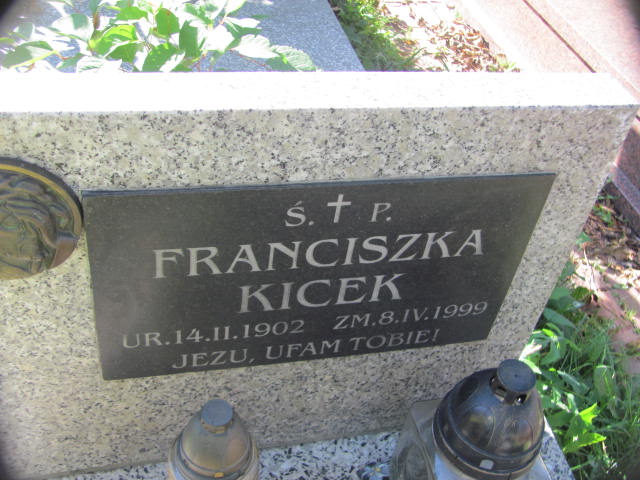 Ś. P.
FRANCISZKA
KICEK
UR.14.II.1902 ZM.8.IV.1999
JEZU, UFAM TOBIE!